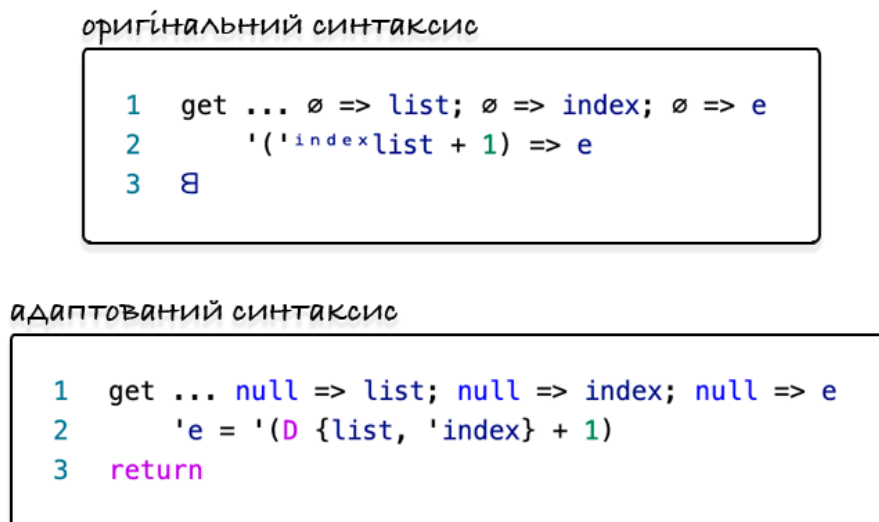 оригінальний синтаксис
1 get ... ∅ => list; ∅ => index; ∅ => e
2 '('ⁱⁿᵈᵉˣlist + 1) => e
3 ᗺ
адаптований синтаксис
1 get ... null => list; null => index; null => e
2 'e = '(D {list, 'index} + 1)
3 return